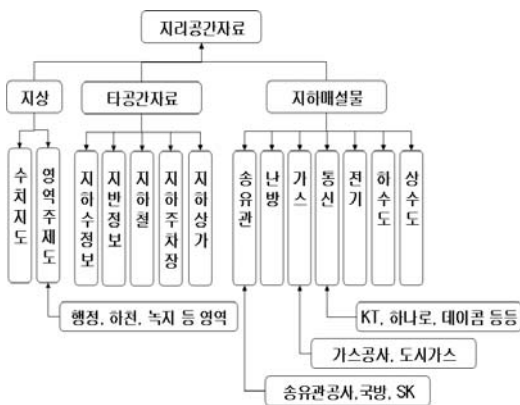 지리공간자료
지상
타공간자료
지하매설물
수치지도
영역주제도
지하수정보
지반정보
지하철
지하주차장
지하상가
송유관
난방
가스
통신
전기
하수도
상수도
행정, 하천, 녹지 등 영역
KT, 하나로, 데이콤 등등
가스공사, 도시가스
송유관공사,국방, SK